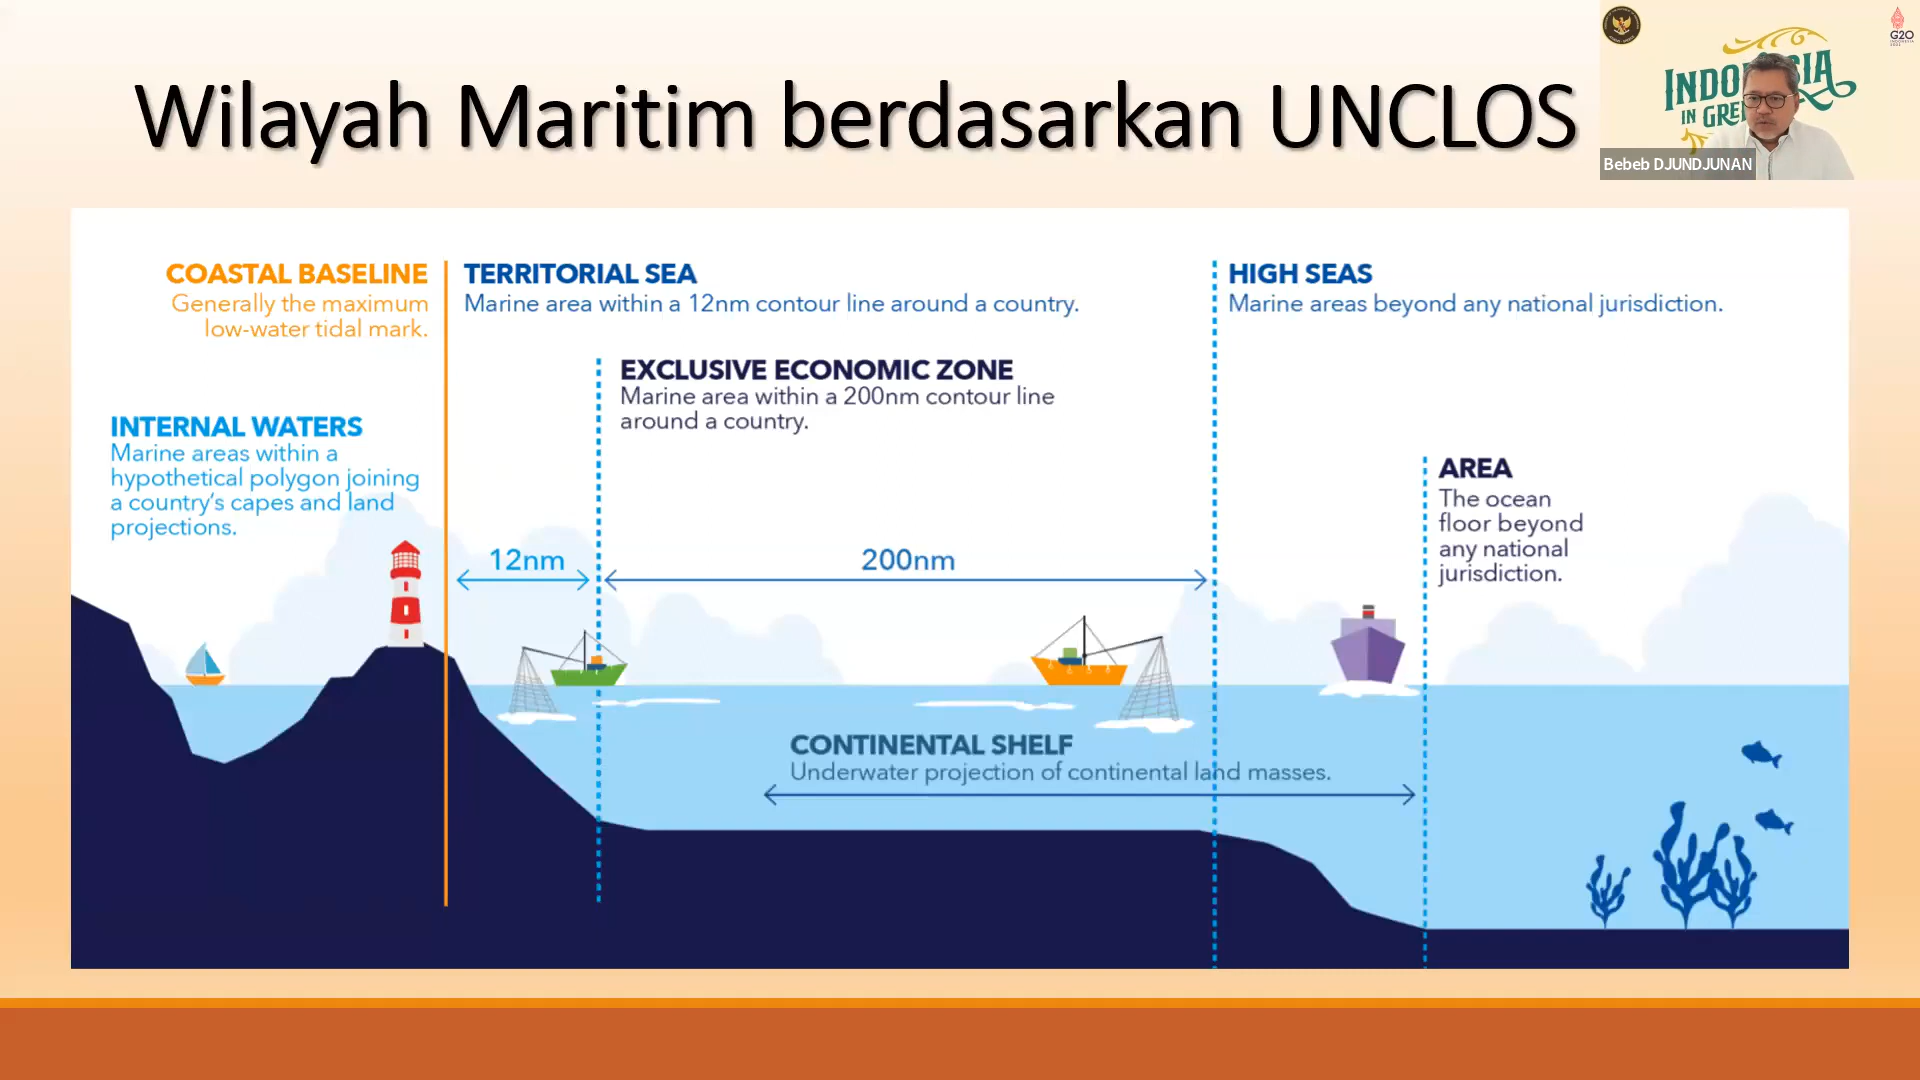 Wilayah Maritim berdasarkan UNCLOS
G20
IN GRE
Bebeb DJUNDJUNAN
COASTAL BASELINE
Generally the maximum
low-water tidal mark.
TERRITORIAL SEA
Marine area within a 12nm contour line around a country.
HIGH SEAS
Marine areas beyond any national jurisdiction.
EXCLUSIVE ECONOMIC ZONE
Marine area within a 200nm contour line
around a country.
INTERNAL WATERS
Marine areas within a
hypothetical polygon joining
a country's capes and land
projections.
AREA
The ocean
floor beyond
any national
jurisdiction.
12nm
200nm
CONTINENTAL SHELF
Underwater projection of continental land masses.